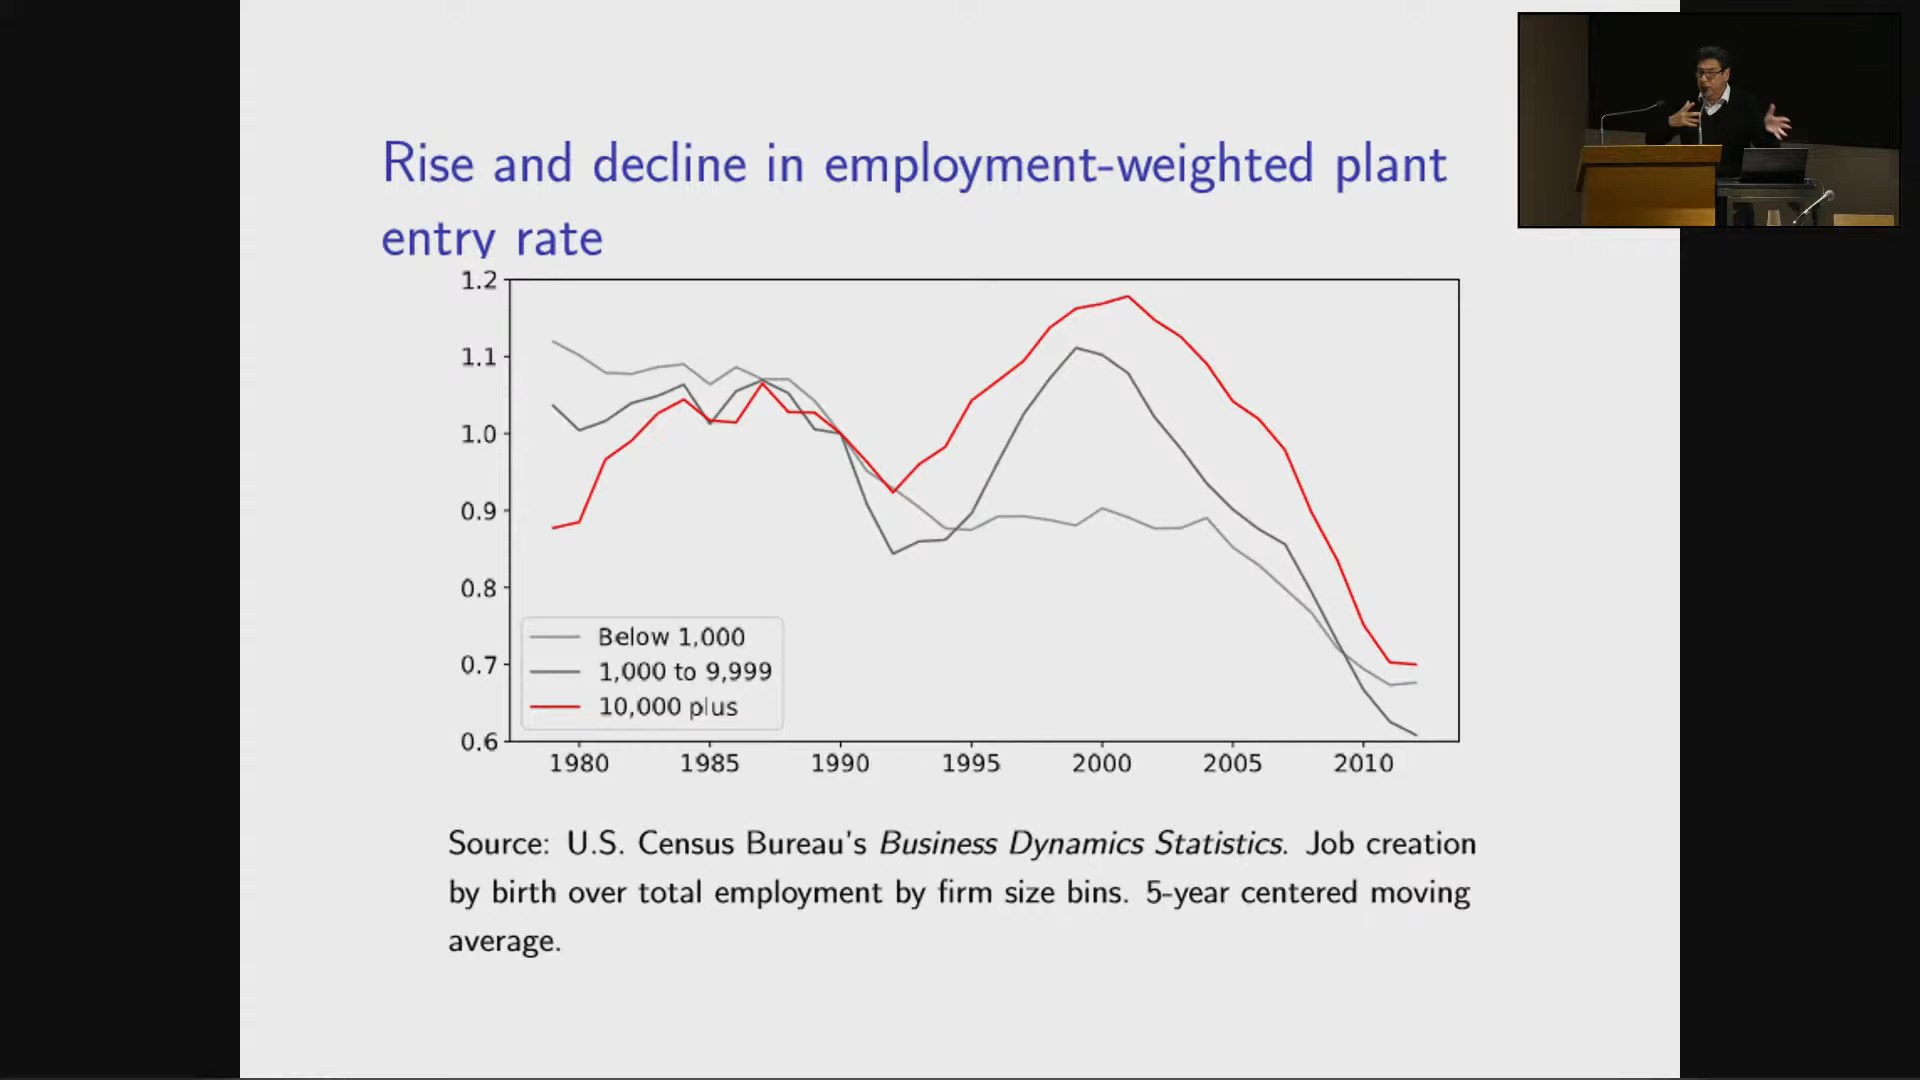 Rise and decline in employment-weighted plant
entry rate
1.2
1.1
1.0
0.9
0.8
0.7
0.6
Below 1,000
1,000 to 9,999
10,000 plus
1980 1985 1990 1995 2000 2005 2010
Source: U.S. Census Bureau's Business Dynamics Statistics. Job creation
by birth over total employment by firm size bins. 5-year centered moving
average.